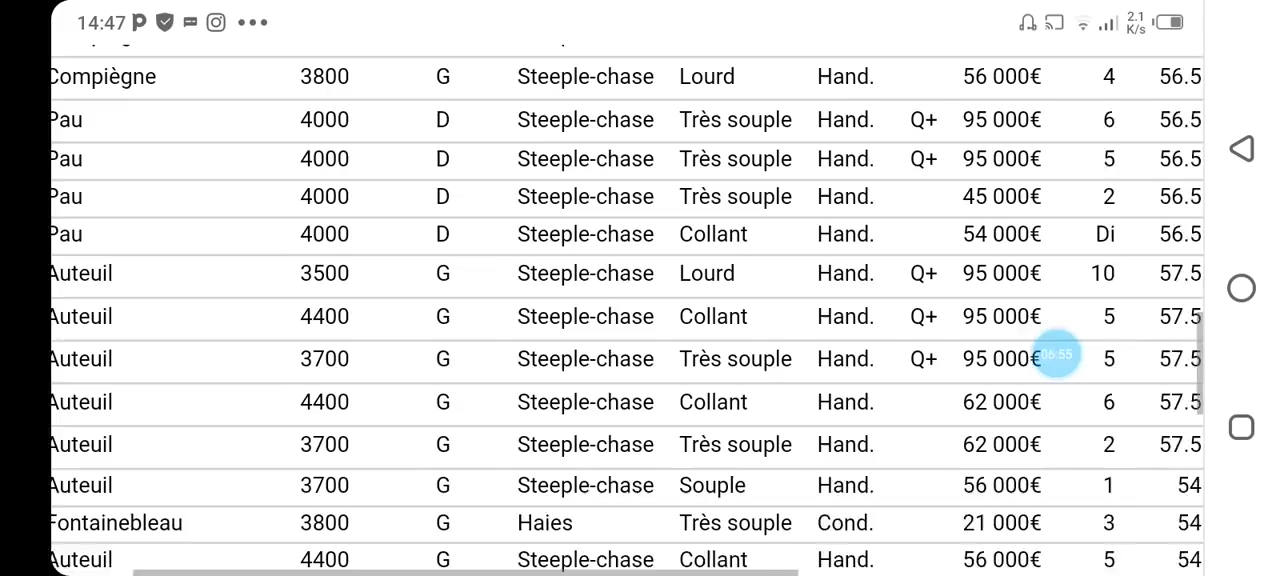 14:47 2.1 K/s
Compiègne 3800 G Steeple-chase Lourd Hand. 56 000€ 4 56.5
Pau 4000 D Steeple-chase Très souple Hand. Q+ 95 000€ 6 56.5
Pau 4000 D Steeple-chase Très souple Hand. Q+ 95 000€ 5 56.5
Pau 4000 D Steeple-chase Très souple Hand. 45 000€ 2 56.5
Pau 4000 D Steeple-chase Collant Hand. 54 000€ Di 56.5
Auteuil 3500 G Steeple-chase Lourd Hand. Q+ 95 000€ 10 57.5
Auteuil 4400 G Steeple-chase Collant Hand. Q+ 95 000€ 5 57.5
Auteuil 3700 G Steeple-chase Très souple Hand. Q+ 95 000€ 06:55 5 57.5
Auteuil 4400 G Steeple-chase Collant Hand. 62 000€ 6 57.5
Auteuil 3700 G Steeple-chase Très souple Hand. 62 000€ 2 57.5
Auteuil 3700 G Steeple-chase Souple Hand. 56 000€ 1 54
Fontainebleau 3800 G Haies Très souple Cond. 21 000€ 3 54
Auteuil 4400 G Steeple-chase Collant Hand. 56 000€ 5 54